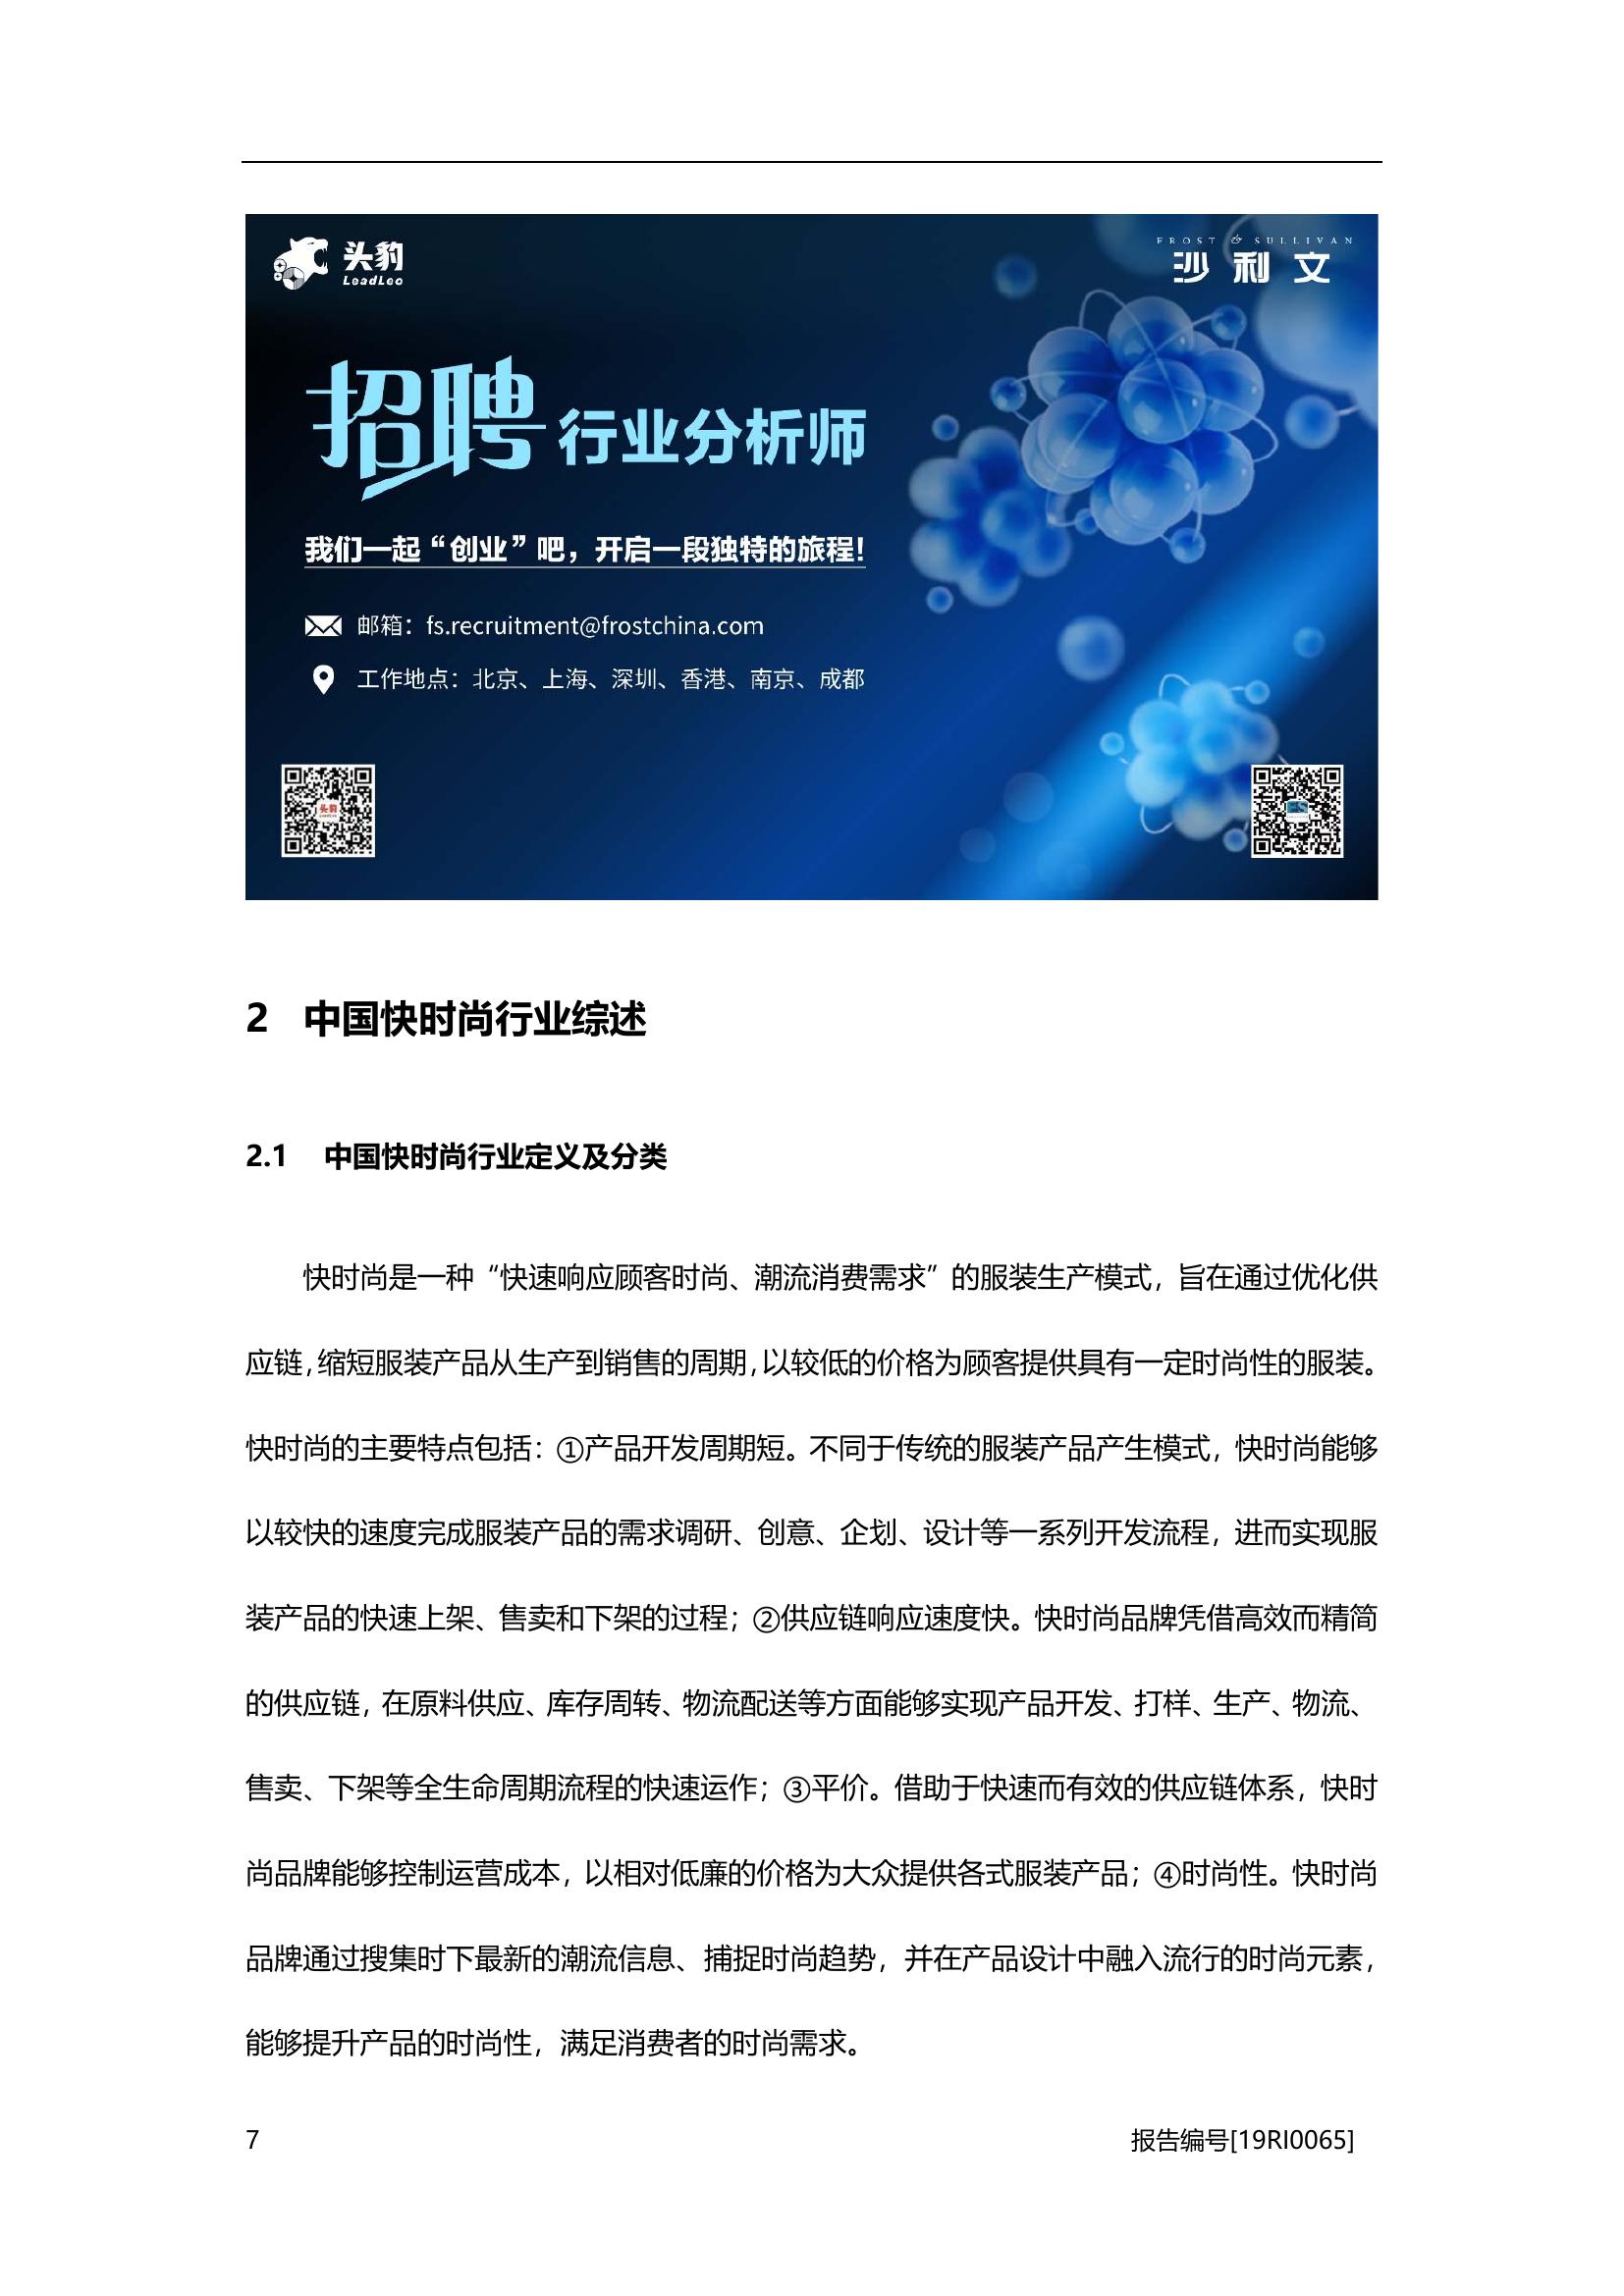 头豹
LeadLeo
FROST & SULLIVAN
沙利文
招聘 行业分析师
我们一起“创业”吧，开启一段独特的旅程！
邮箱：fs.recruitment@frostchina.com
工作地点：北京、上海、深圳、香港、南京、成都
头豹
2 中国快时尚行业综述
2.1 中国快时尚行业定义及分类
快时尚是一种“快速响应顾客时尚、潮流消费需求”的服装生产模式，旨在通过优化供
应链，缩短服装产品从生产到销售的周期，以较低的价格为顾客提供具有一定时尚性的服装。
快时尚的主要特点包括：①产品开发周期短。不同于传统的服装产品产生模式，快时尚能够
以较快的速度完成服装产品的需求调研、创意、企划、设计等一系列开发流程，进而实现服
装产品的快速上架、售卖和下架的过程；②供应链响应速度快。快时尚品牌凭借高效而精简
的供应链，在原料供应、库存周转、物流配送等方面能够实现产品开发、打样、生产、物流、
售卖、下架等全生命周期流程的快速运作；③平价。借助于快速而有效的供应链体系，快时
尚品牌能够控制运营成本，以相对低廉的价格为大众提供各式服装产品；④时尚性。快时尚
品牌通过搜集时下最新的潮流信息、捕捉时尚趋势，并在产品设计中融入流行的时尚元素，
能够提升产品的时尚性，满足消费者的时尚需求。
7
报告编号[19RI0065]